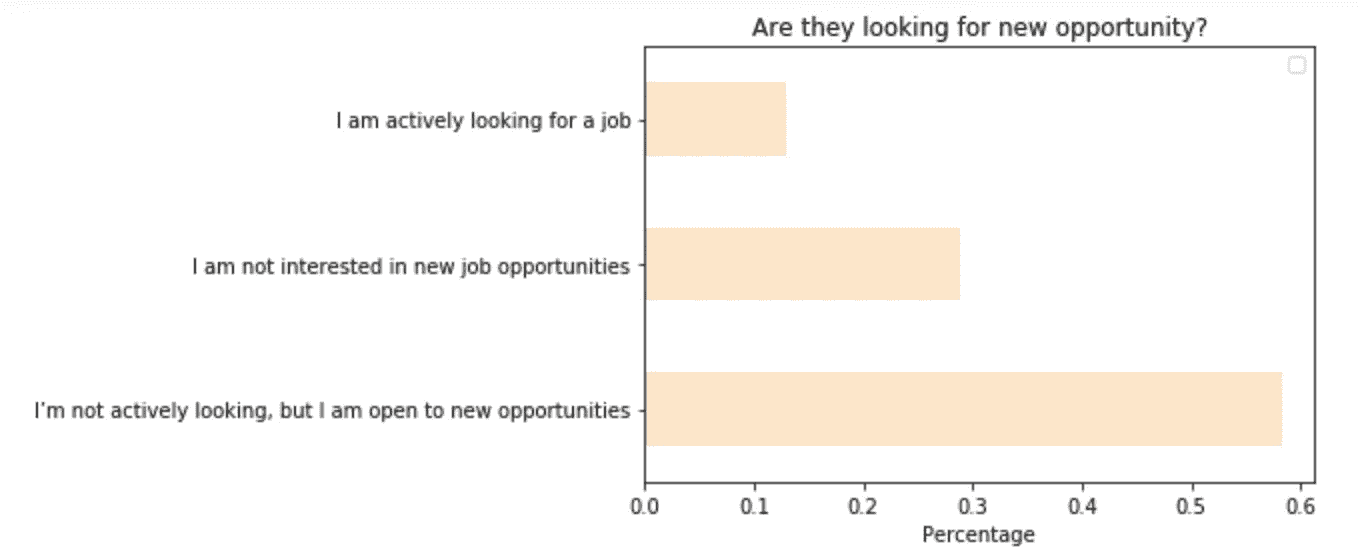 Are they looking for new opportunity?
I am actively looking for a job
I am not interested in new job opportunities
I'm not actively looking, but I am open to new opportunities
0.0 0.1 0.2 0.3 0.4 0.5 0.6
Percentage